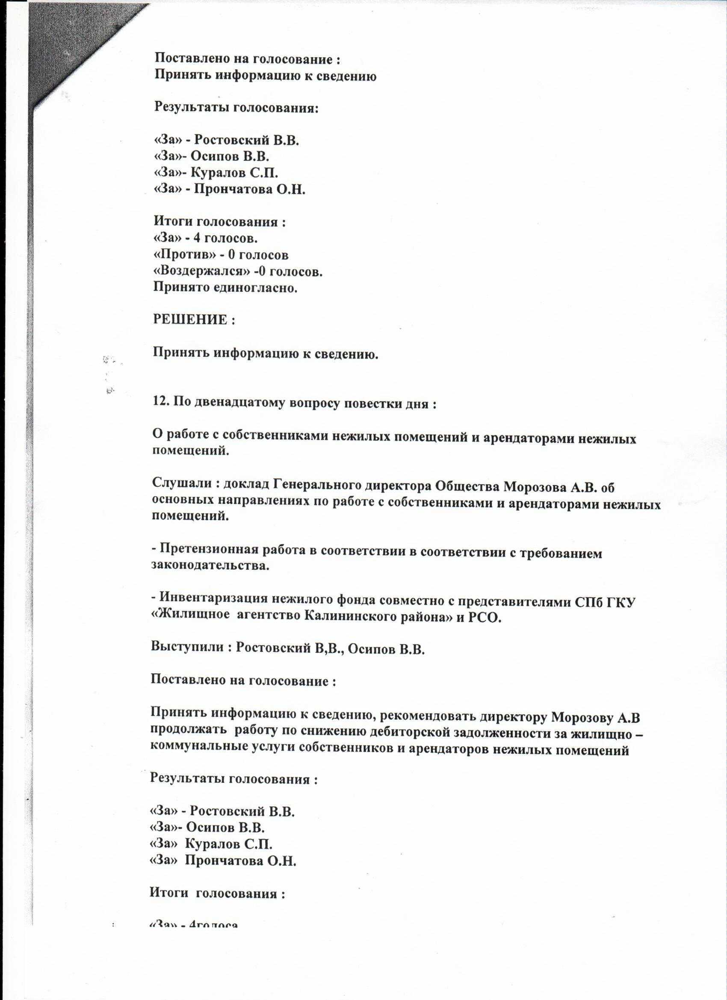 Поставлено на голосование :
Принять информацию к сведению
Результаты голосования:
«За» - Ростовский В.В.
«За»- Осипов В.В.
«За»- Куралов С.П.
«За» - Прончатова О.Н.
Итоги голосования :
«За» - 4 голосов.
«Против» - 0 голосов
«Воздержался» -0 голосов.
Принято единогласно.
РЕШЕНИЕ :
Принять информацию к сведению.
12. По двенадцатому вопросу повестки дня :
О работе с собственниками нежилых помещений и арендаторами нежилых
помещений.
Слушали : доклад Генерального директора Общества Морозова А.В. об
основных направлениях по работе с собственниками и арендаторами нежилых
помещений.
- Претензионная работа в соответствии в соответствии с требованием
законодательства.
- Инвентаризация нежилого фонда совместно с представителями СПб ГКУ
«Жилищное  агентство Калининского района» и РСО.
Выступили : Ростовский В,В., Осипов В.В.
Поставлено на голосование :
Принять информацию к сведению, рекомендовать директору Морозову А.В
продолжать  работу по снижению дебиторской задолженности за жилищно –
коммунальные услуги собственников и арендаторов нежилых помещений
Результаты голосования :
«За» - Ростовский В.В.
«За»- Осипов В.В.
«За»  Куралов С.П.
«За»  Прончатова О.Н.
Итоги  голосования :
«За» - 4голоса